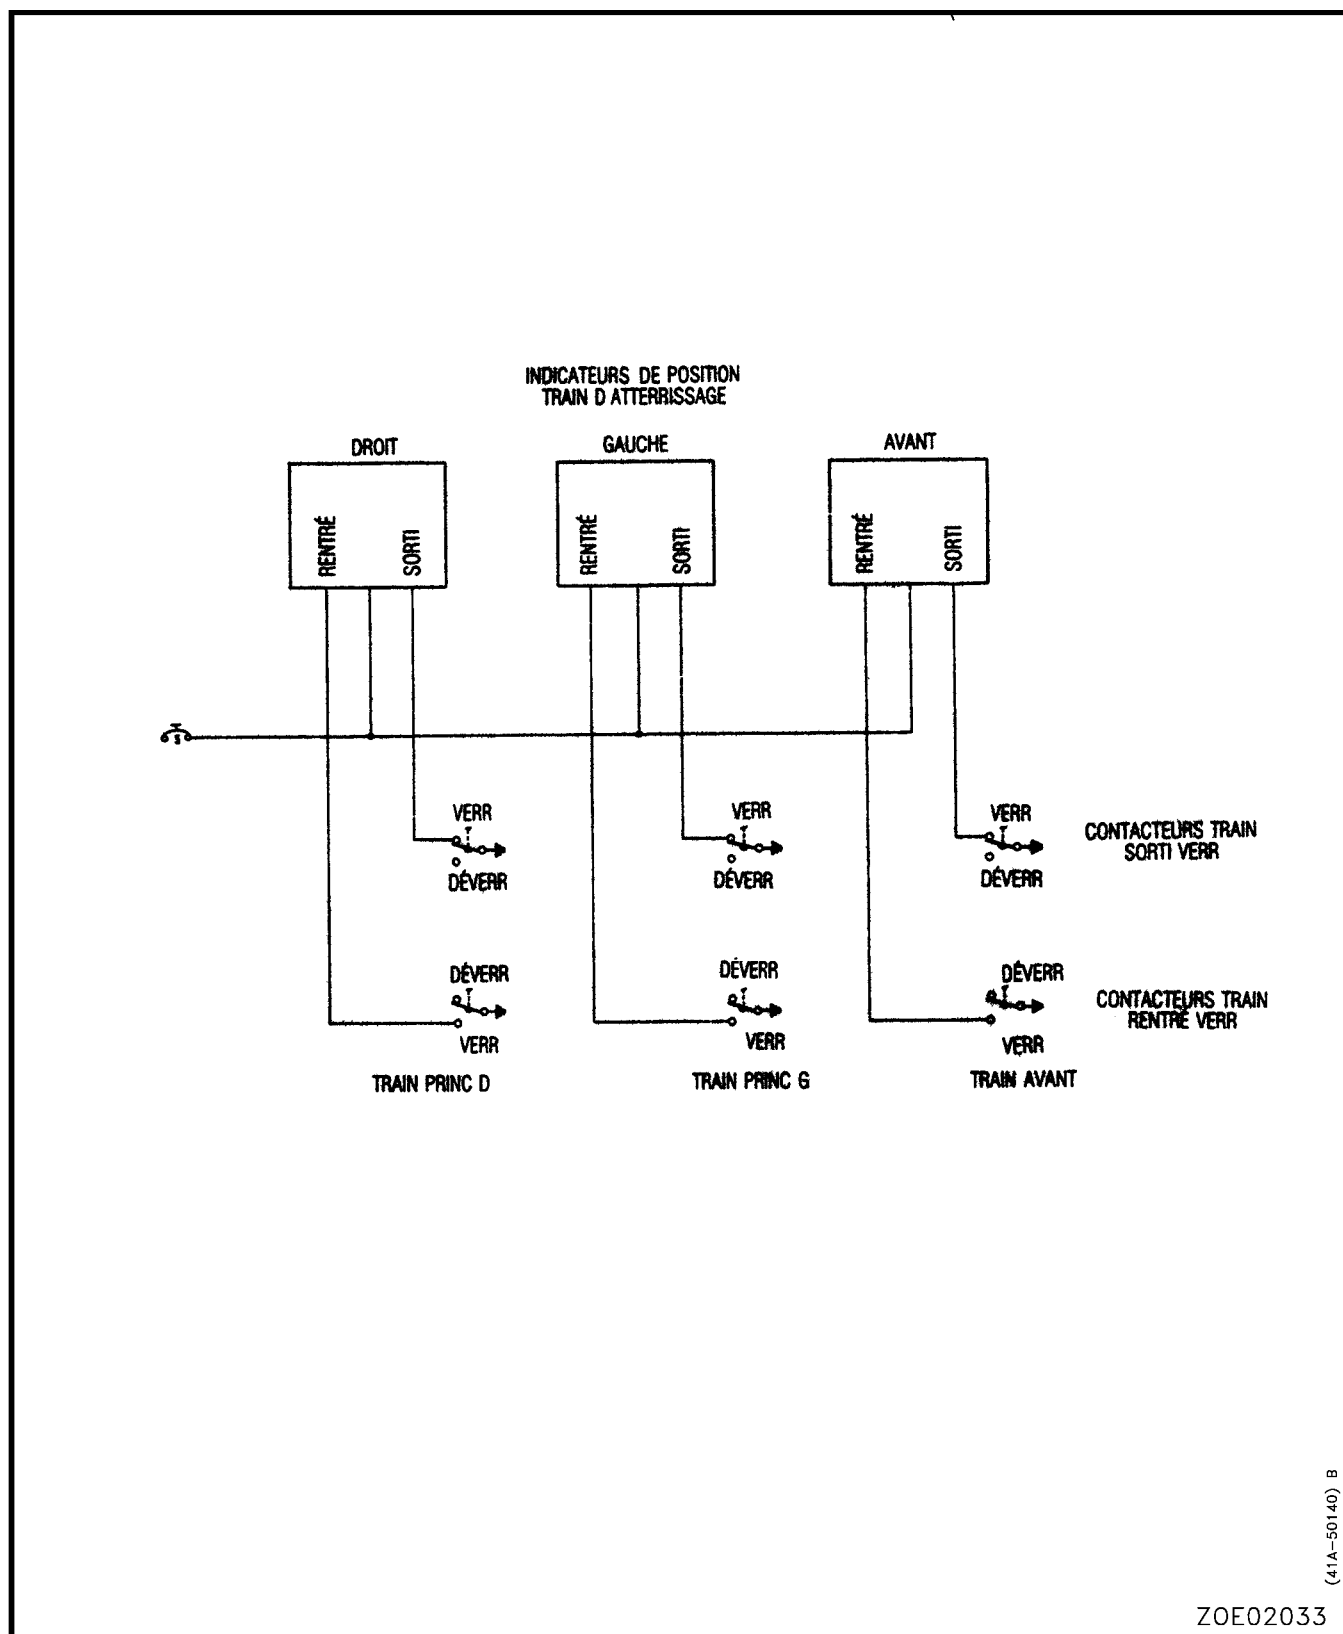 INDICATEURS DE POSITION
TRAIN D ATTERRISSAGE
DROIT
GAUCHE
AVANT
RENTRÉ
SORTI
RENTRÉ
SORTI
RENTRÉ
SORTI
5
VERR
VERR
VERR
CONTACTEURS TRAIN
SORTI VERR
DÉVERR
DÉVERR
DÉVERR
DÉVERR
DÉVERR
DÉVERR
CONTACTEURS TRAIN
RENTRÉ VERR
VERR
VERR
VERR
TRAIN PRINC D
TRAIN PRINC G
TRAIN AVANT
(41A-50140) B
ZOE02033